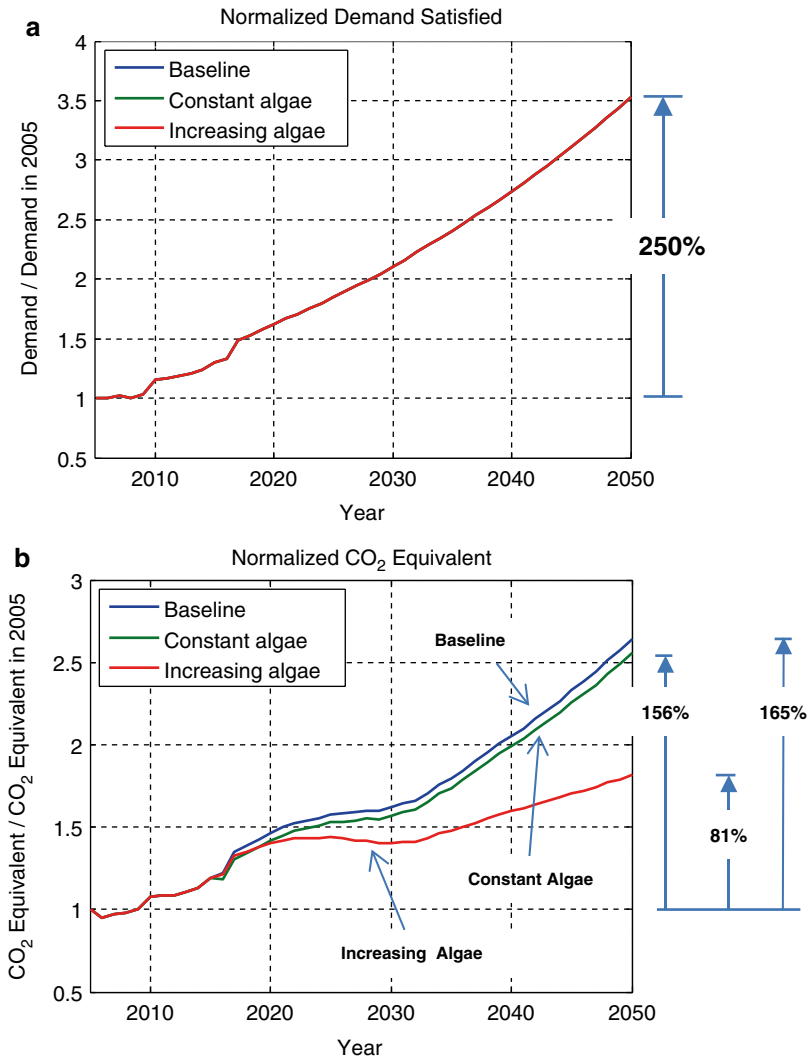 a
Normalized Demand Satisfied
Demand / Demand in 2005
4
3.5
3
2.5
2
1.5
1
0.5
Baseline
Constant algae
Increasing algae
250%
2010 2020 2030 2040 2050
Year
b
Normalized CO₂ Equivalent
CO₂ Equivalent / CO₂ Equivalent in 2005
3
2.5
2
1.5
1
0.5
Baseline
Constant algae
Increasing algae
Baseline
Constant Algae
Increasing Algae
156%
81%
165%
2010 2020 2030 2040 2050
Year